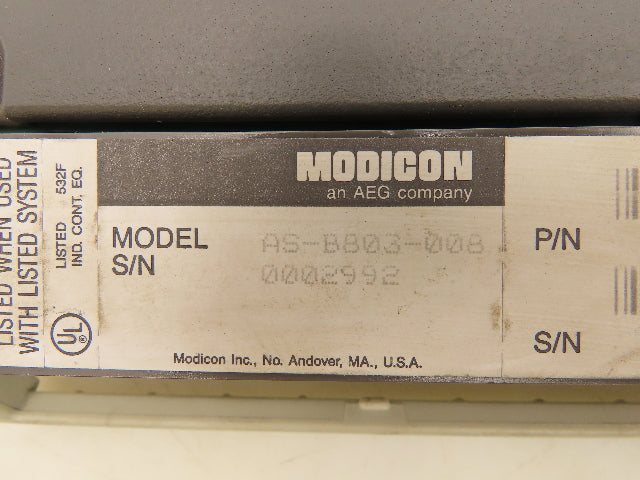 LISTED WHEN USED
WITH LISTED SYSTEM
LISTED 532F
IND. CONT. EQ.
UL
MODICON
an AEG company
MODEL AS-B803-008
S/N 0002992
Modicon Inc., No. Andover, MA., U.S.A.
P/N
S/N